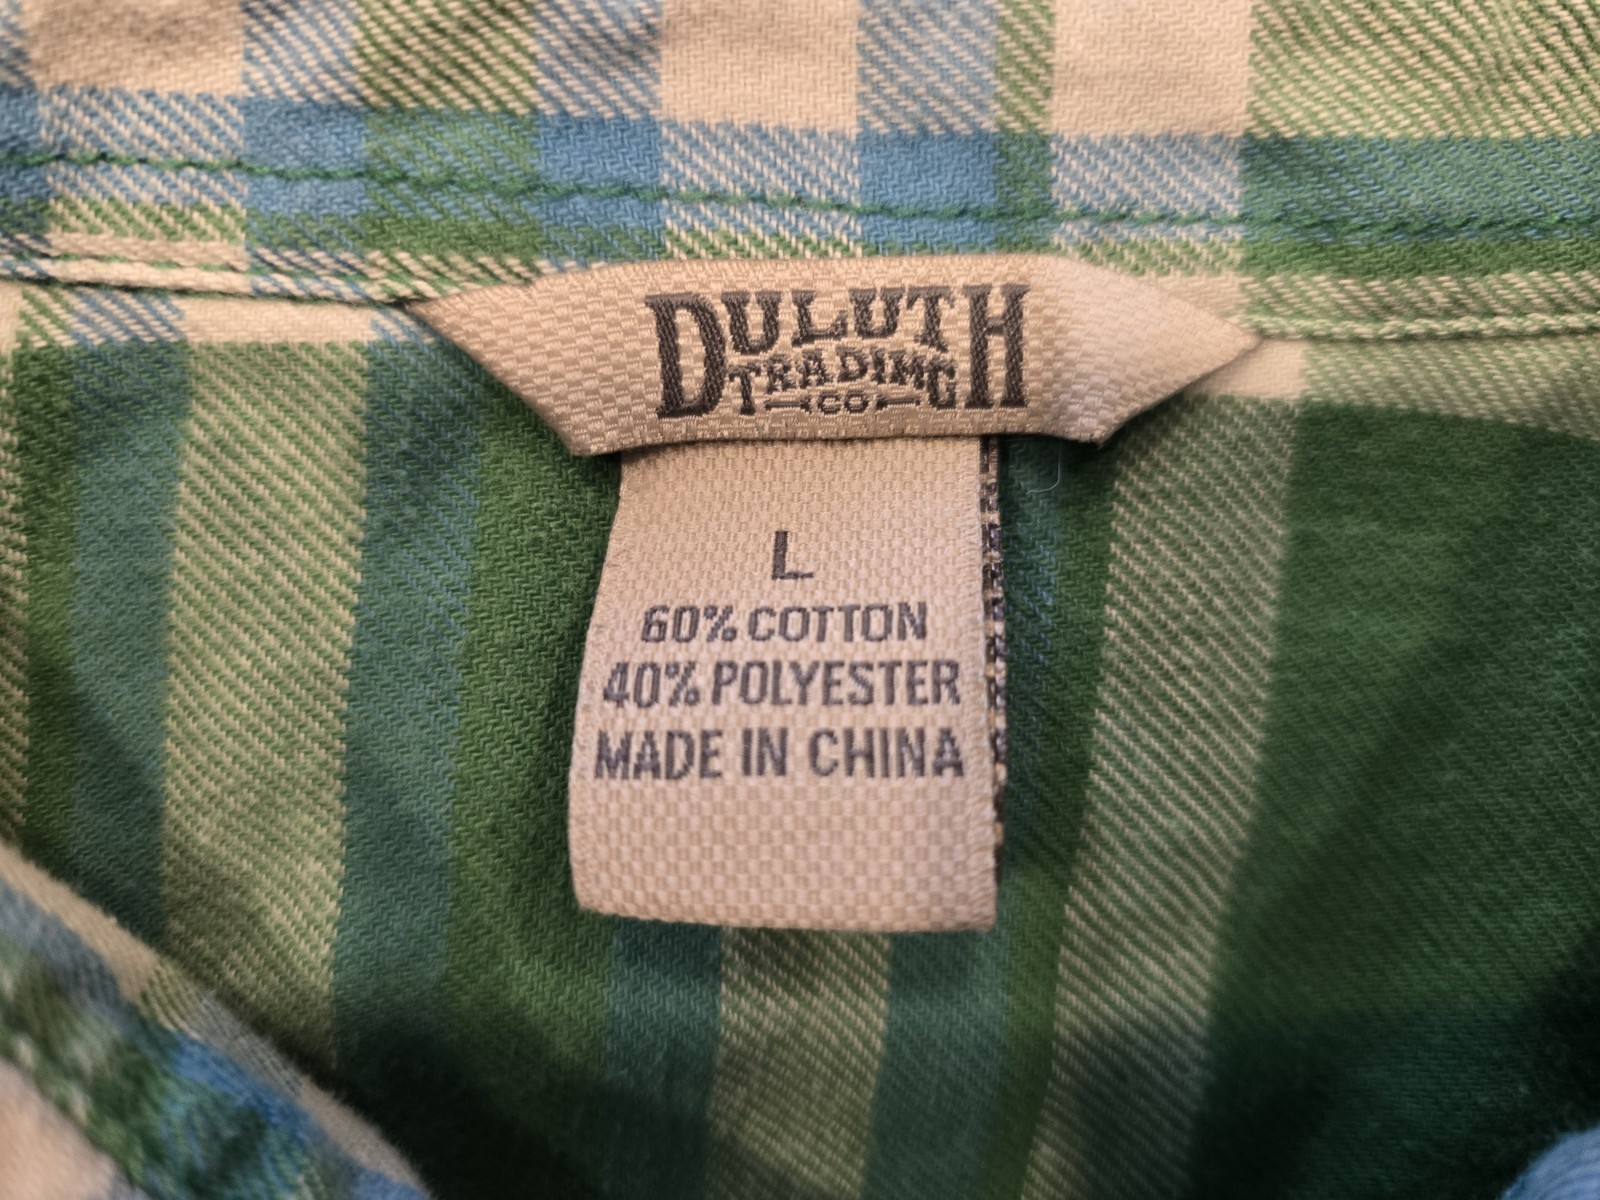 DULUTH
TRADING
CO
L
60% COTTON
40% POLYESTER
MADE IN CHINA